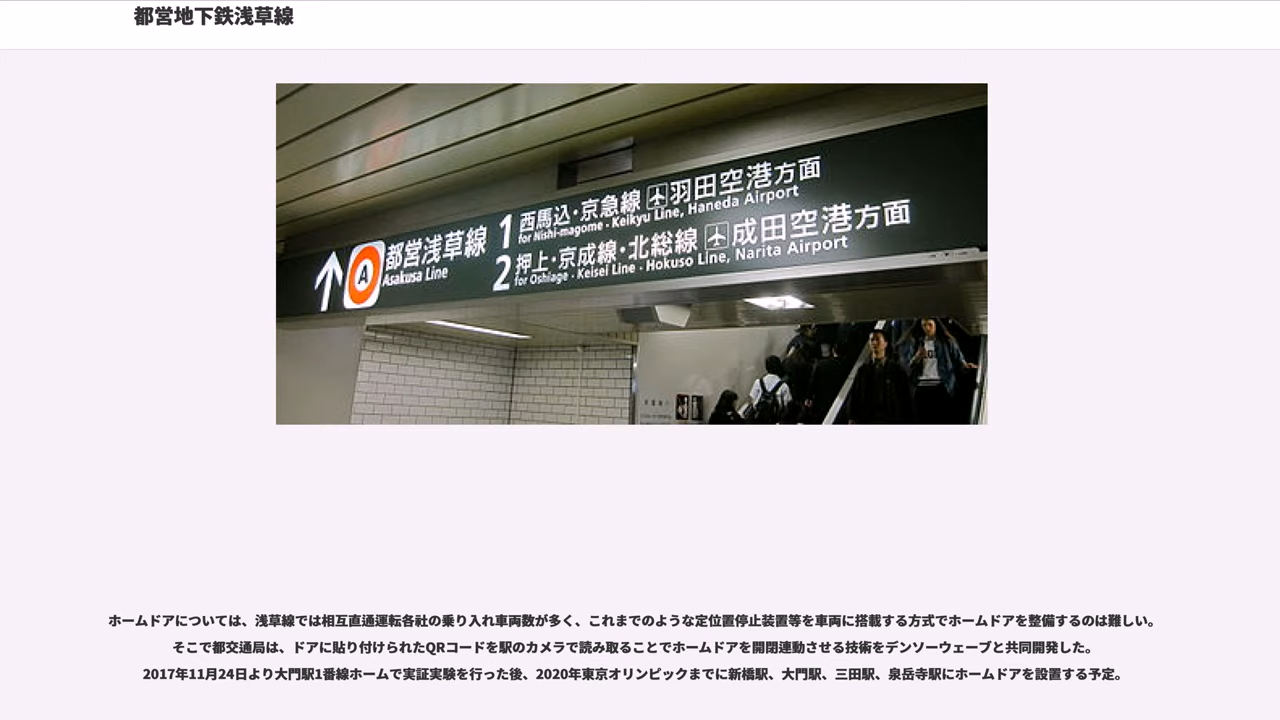 都営地下鉄浅草線
1 西馬込・京急線 羽田空港方面
for Nishi-magome - Keikyu Line, Haneda Airport
A 都営浅草線
Asakusa Line
2 押上・京成線・北総線 成田空港方面
for Oshiage - Keisei Line - Hokuso Line, Narita Airport
ホームドアについては、浅草線では相互直通運転各社の乗り入れ車両数が多く、これまでのような定位置停止装置等を車両に搭載する方式でホームドアを整備するのは難しい。
そこで都交通局は、ドアに貼り付けられたQRコードを駅のカメラで読み取ることでホームドアを開閉連動させる技術をデンソーウェーブと共同開発した。
2017年11月24日より大門駅1番線ホームで実証実験を行った後、2020年東京オリンピックまでに新橋駅、大門駅、三田駅、泉岳寺駅にホームドアを設置する予定。